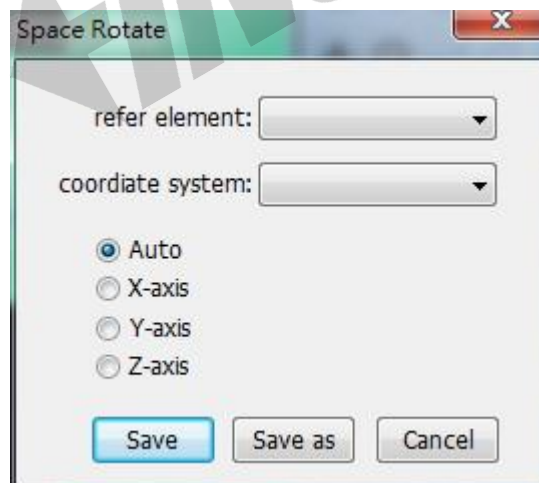 Space Rotate
refer element:
coordiate system:
Auto
X-axis
Y-axis
Z-axis
Save Save as Cancel